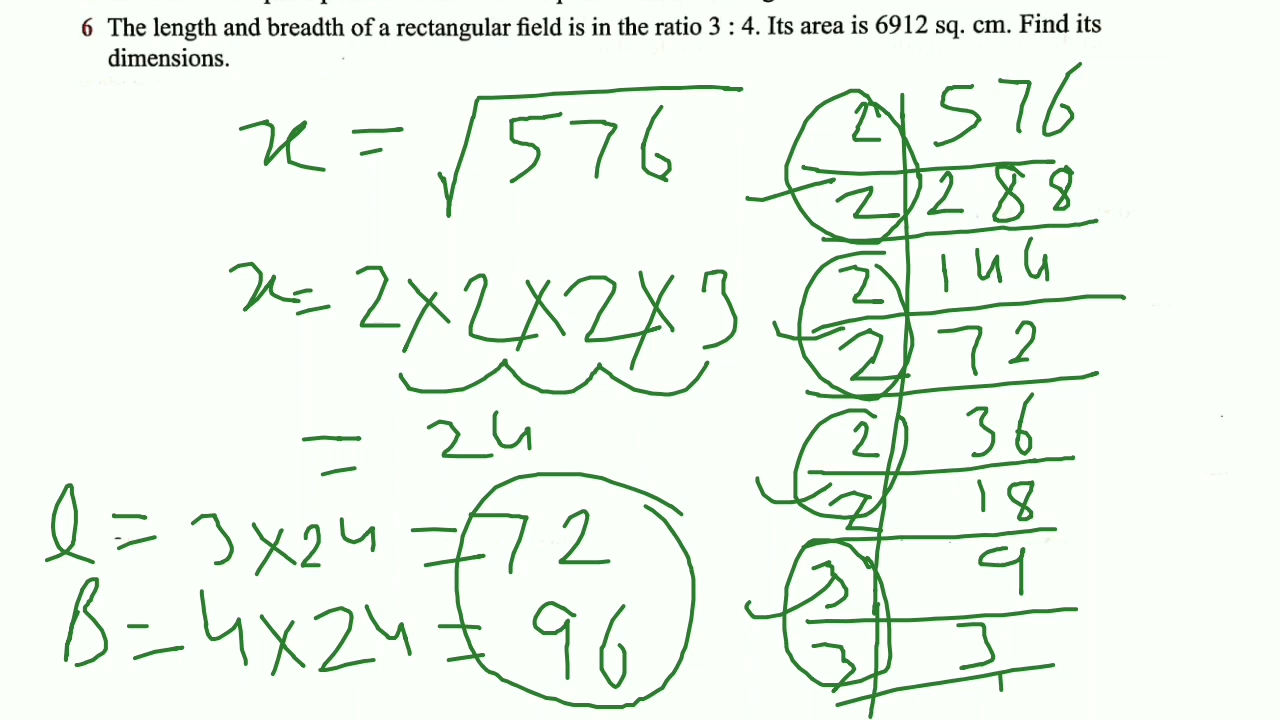 6 The length and breadth of a rectangular field is in the ratio 3 : 4. Its area is 6912 sq. cm. Find its
dimensions.
x = √576
x = 2 × 2 × 2 × 3
= 24
l = 3 × 24 = 72
B = 4 × 24 = 96
2 | 576
2 | 288
2 | 144
2 | 72
2 | 36
2 | 18
3 | 9
3 | 3
1